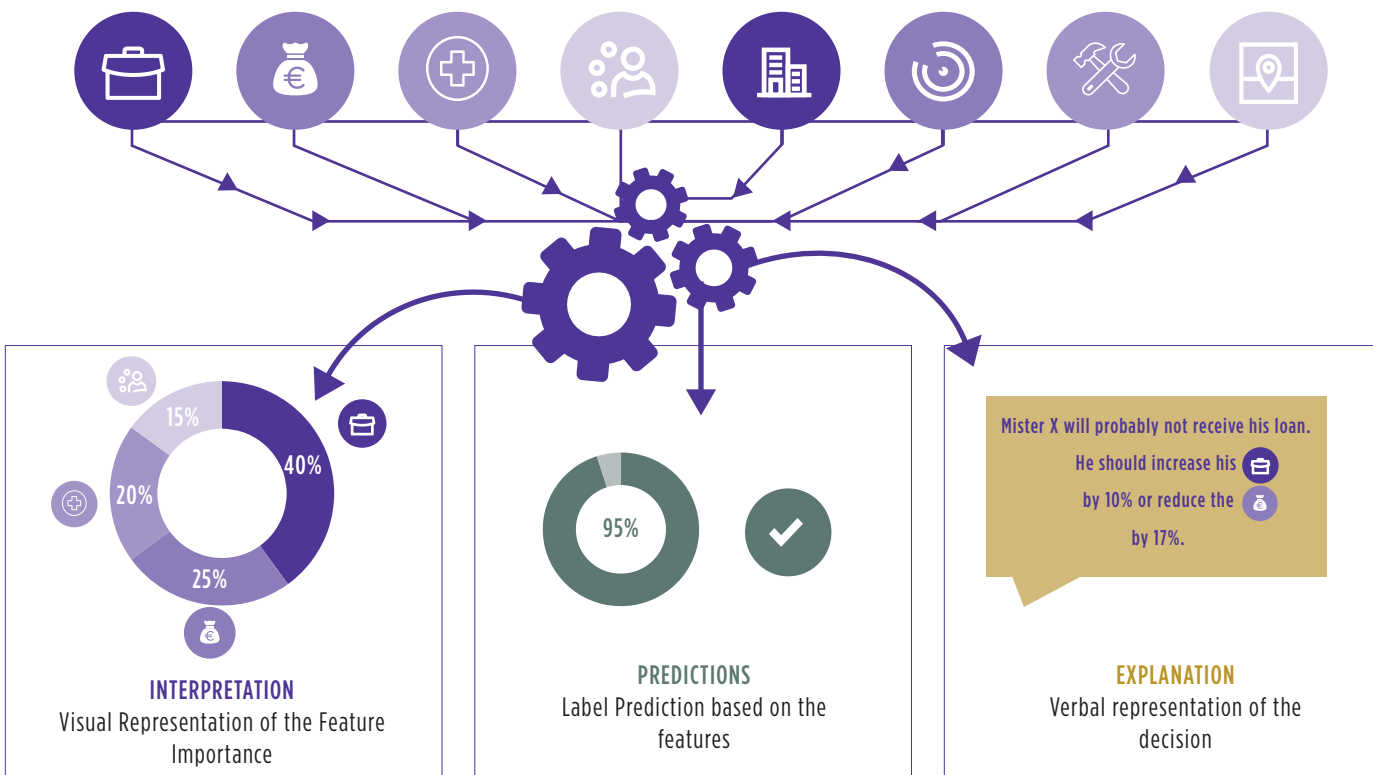 15%
40%
20%
25%
INTERPRETATION
Visual Representation of the Feature
Importance
95%
PREDICTIONS
Label Prediction based on the
features
Mister X will probably not receive his loan.
He should increase his
by 10% or reduce the
by 17%.
EXPLANATION
Verbal representation of the
decision